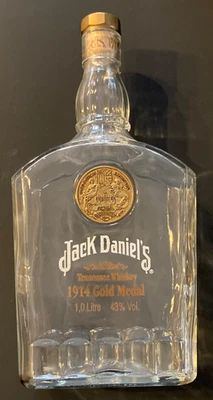 Jack Daniel's®
Tennessee Whiskey
1914 Gold Medal
1,0 Litre 43% Vol.